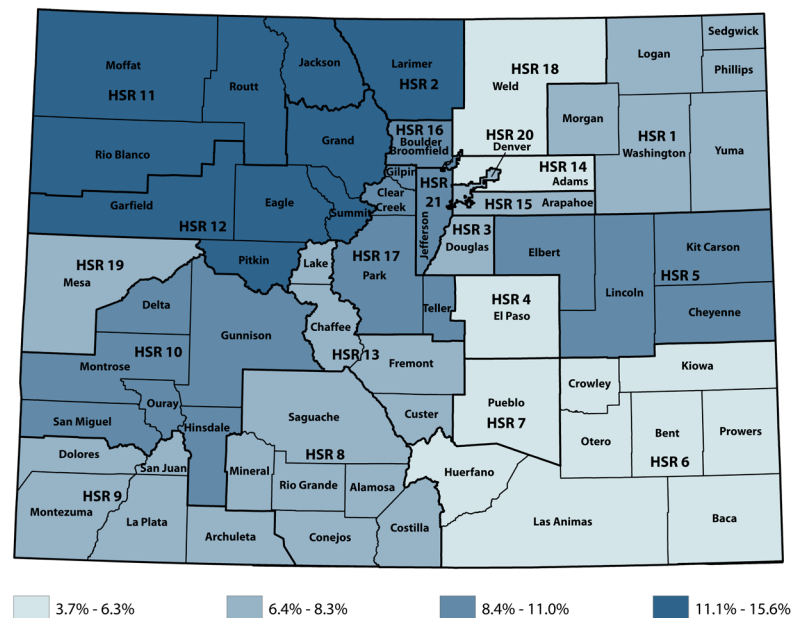 Sedgwick
Logan
Phillips
Moffat
HSR 11
Routt
Jackson
Larimer
HSR 2
HSR 18
Weld
Morgan
HSR 1
Washington
Yuma
Grand
HSR 16
Boulder
Broomfield
HSR 20
Denver
Rio Blanco
Gilpin
HSR
21
Jefferson
HSR 14
Adams
Garfield
HSR 12
Eagle
Summit
Clear
Creek
HSR 15
Arapahoe
HSR 19
Mesa
Pitkin
Lake
HSR 17
Park
HSR 3
Douglas
Elbert
Kit Carson
HSR 5
Lincoln
Cheyenne
Delta
Gunnison
Chaffee
HSR 13
Teller
HSR 4
El Paso
HSR 10
Montrose
Fremont
Kiowa
Crowley
Ouray
San Miguel
Hinsdale
Saguache
HSR 8
Custer
Pueblo
HSR 7
Otero
Bent
HSR 6
Prowers
Dolores
San Juan
HSR 9
Montezuma
La Plata
Mineral
Rio Grande
Alamosa
Huerfano
Archuleta
Conejos
Costilla
Las Animas
Baca
3.7% - 6.3%
6.4% - 8.3%
8.4% - 11.0%
11.1% - 15.6%